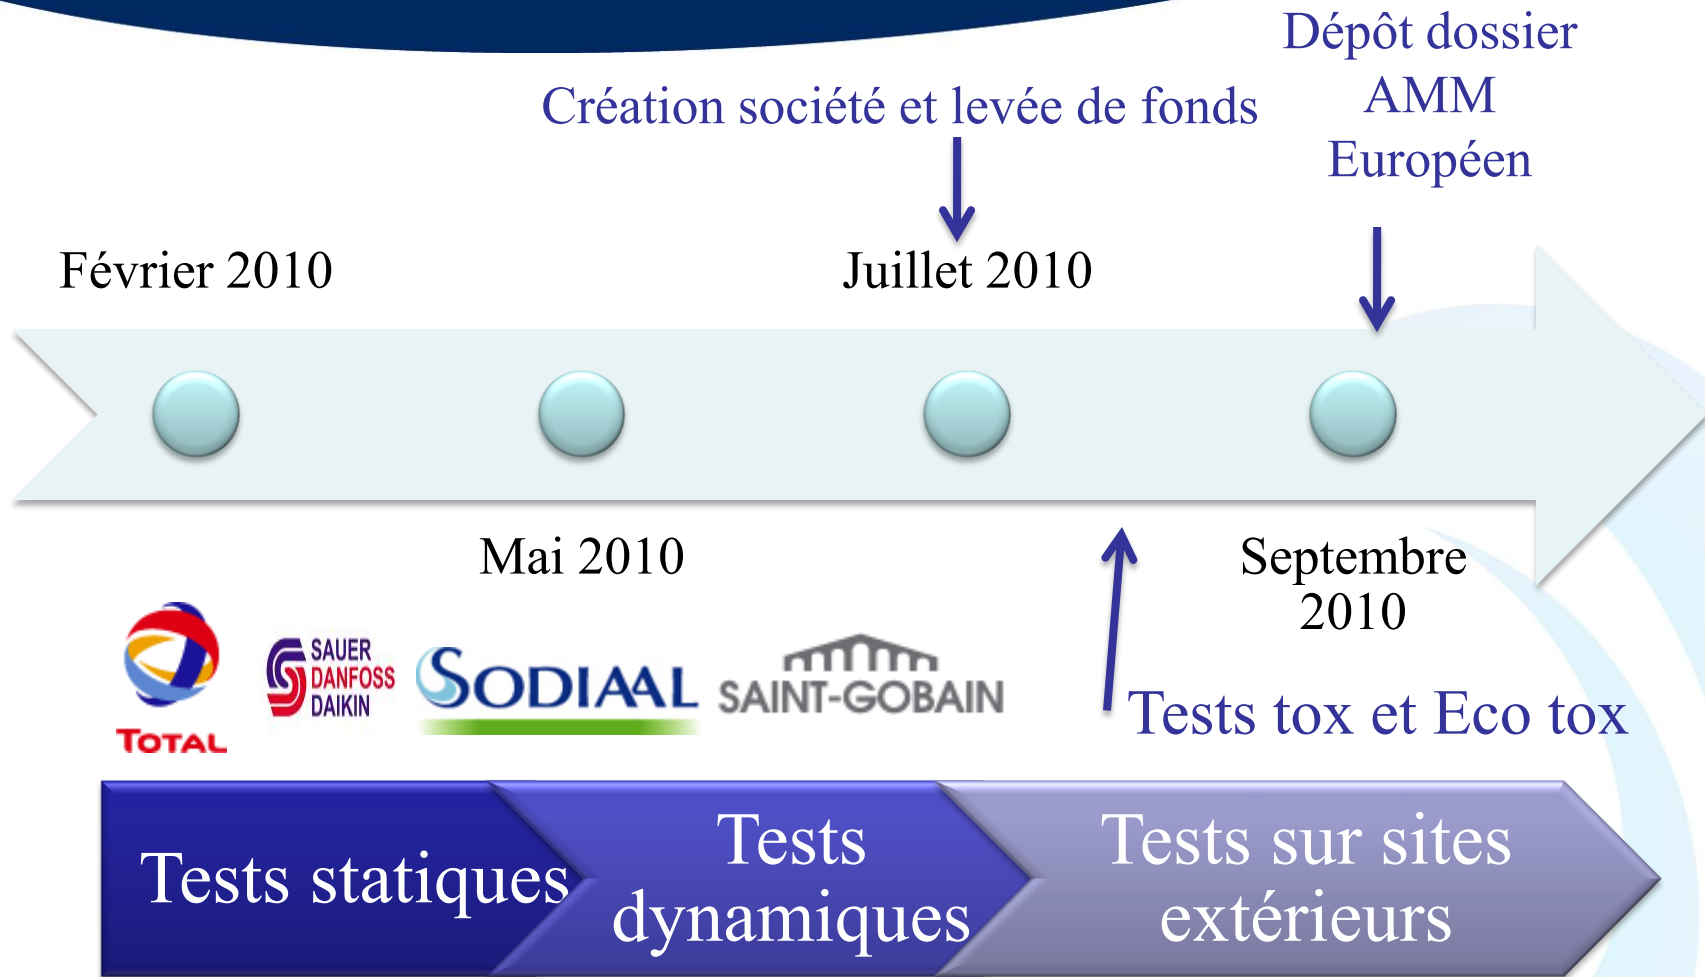 Dépôt dossier
AMM
Européen
Création société et levée de fonds
Février 2010
Juillet 2010
Mai 2010
Septembre
2010
TOTAL
SAUER
DANFOSS
DAIKIN
SODIAAL
SAINT-GOBAIN
Tests tox et Eco tox
Tests statiques
Tests
dynamiques
Tests sur sites
extérieurs